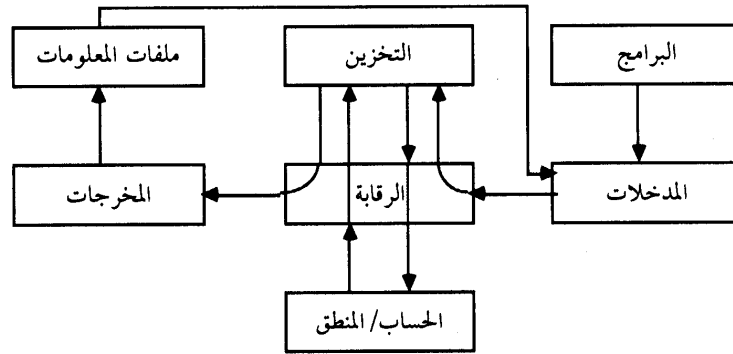 البرامج
التخزين
ملفات المعلومات
المدخلات
الرقابة
المخرجات
الحساب/المنطق